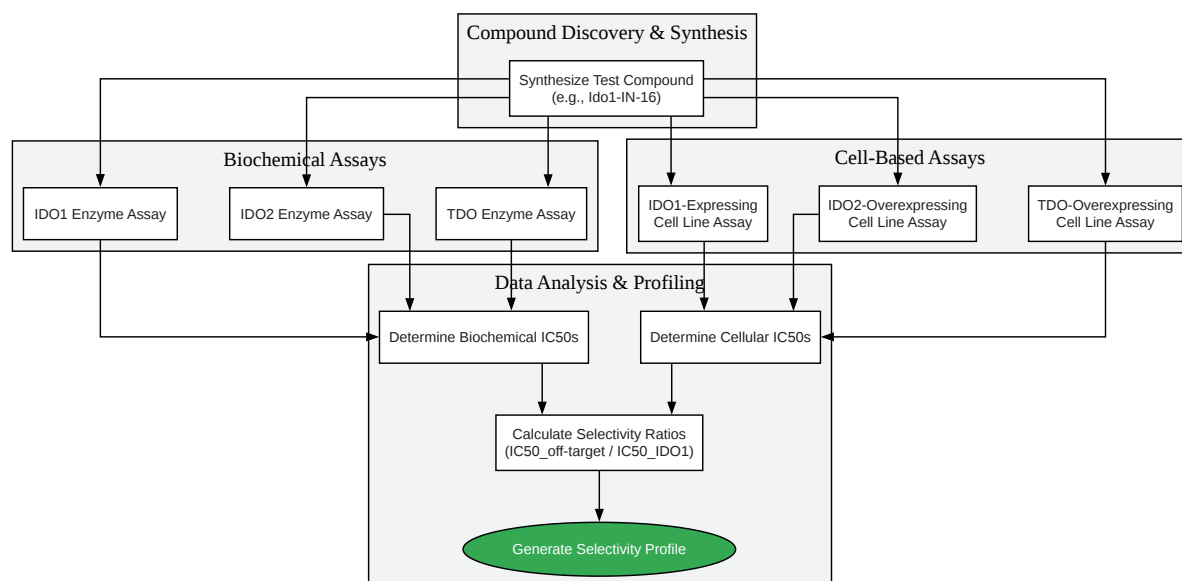 Compound Discovery & Synthesis
Synthesize Test Compound
(e.g., Ido1-IN-16)
Biochemical Assays
IDO1 Enzyme Assay
IDO2 Enzyme Assay
TDO Enzyme Assay
Cell-Based Assays
IDO1-Expressing
Cell Line Assay
IDO2-Overexpressing
Cell Line Assay
TDO-Overexpressing
Cell Line Assay
Data Analysis & Profiling
Determine Biochemical IC50s
Determine Cellular IC50s
Calculate Selectivity Ratios
(IC50_off-target / IC50_IDO1)
Generate Selectivity Profile